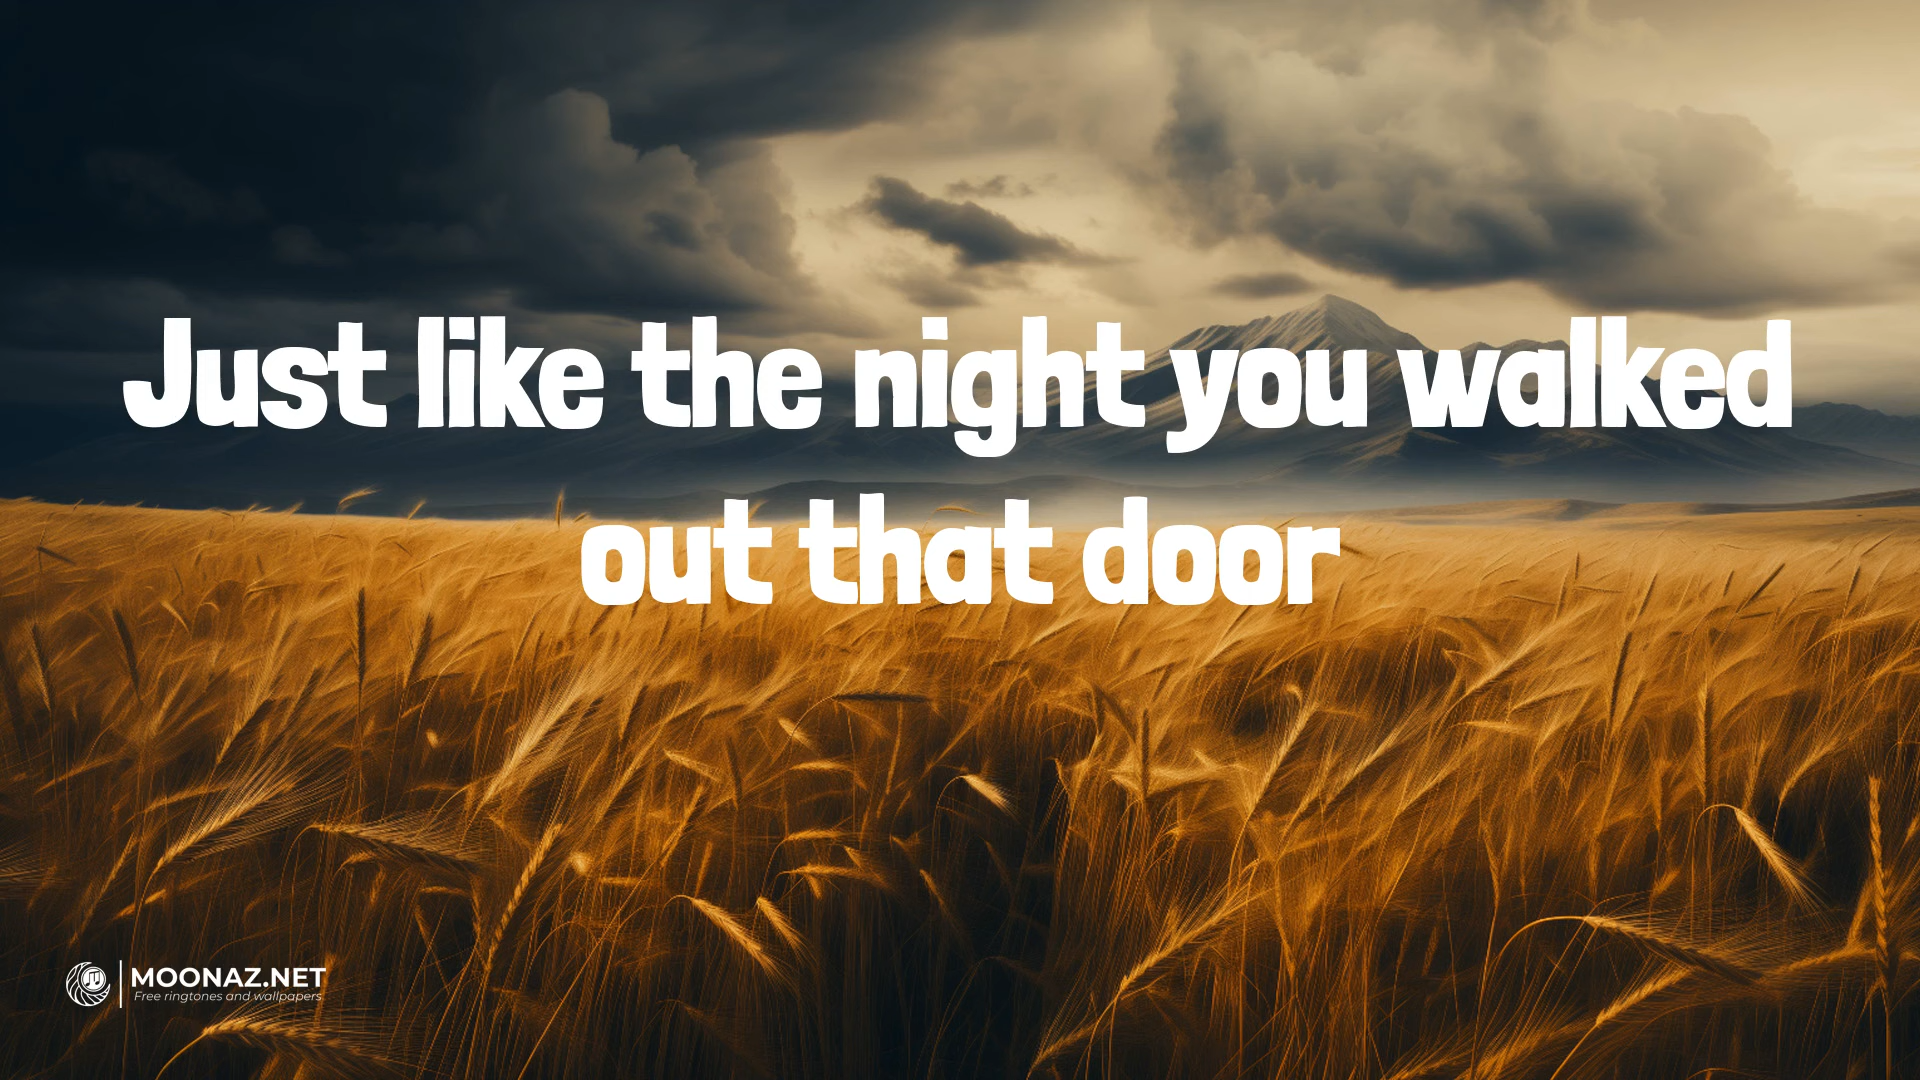 Just like the night you walked
out that door
MOONAZ.NET
Free ringtones and wallpapers